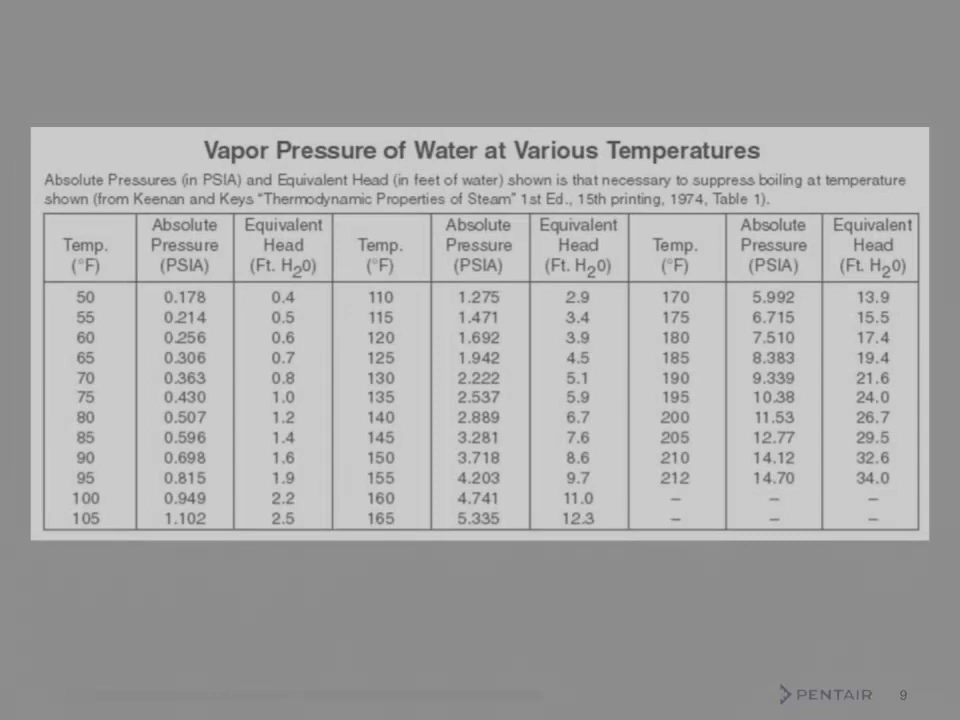 Vapor Pressure of Water at Various Temperatures
Absolute Pressures (in PSIA) and Equivalent Head (in feet of water) shown is that necessary to suppress boiling at temperature
shown (from Keenan and Keys "Thermodynamic Properties of Steam" 1st Ed., 15th printing, 1974, Table 1).
Absolute Equivalent Absolute Equivalent Absolute Equivalent
Temp. Pressure Head Temp. Pressure Head Temp. Pressure Head
(°F) (PSIA) (Ft. H20) (°F) (PSIA) (Ft. H20) (°F) (PSIA) (Ft. H20)
50 0.178 0.4 110 1.275 2.9 170 5.992 13.9
55 0.214 0.5 115 1.471 3.4 175 6.715 15.5
60 0.256 0.6 120 1.692 3.9 180 7.510 17.4
65 0.306 0.7 125 1.942 4.5 185 8.383 19.4
70 0.363 0.8 130 2.222 5.1 190 9.339 21.6
75 0.430 1.0 135 2.537 5.9 195 10.38 24.0
80 0.507 1.2 140 2.889 6.7 200 11.53 26.7
85 0.596 1.4 145 3.281 7.6 205 12.77 29.5
90 0.698 1.6 150 3.718 8.6 210 14.12 32.6
95 0.815 1.9 155 4.203 9.7 212 14.70 34.0
100 0.949 2.2 160 4.741 11.0 – – –
105 1.102 2.5 165 5.335 12.3 – – –
PENTAIR 9